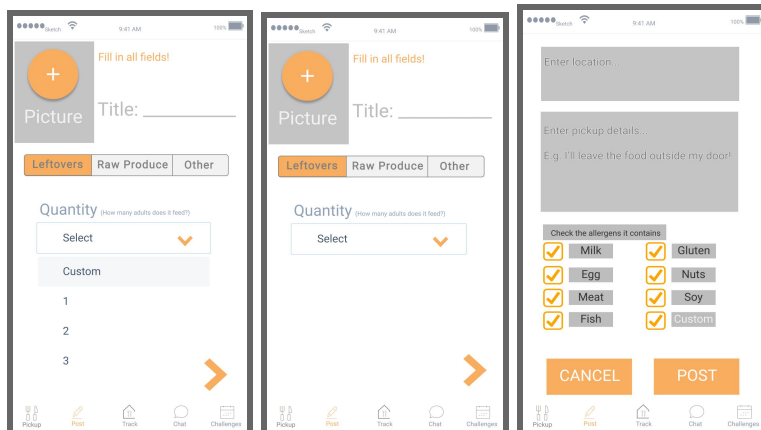 Sketch 9:41 AM 100%
Fill in all fields!
+
Picture
Title:
Leftovers Raw Produce Other
Quantity (How many adults does it feed?)
Select
Custom
1
2
3
Pickup Post Track Chat Challenges
Sketch 9:41 AM 100%
Fill in all fields!
+
Picture
Title:
Leftovers Raw Produce Other
Quantity (How many adults does it feed?)
Select
Pickup Post Track Chat Challenges
Sketch 9:41 AM 100%
Enter location...
Enter pickup details...
E.g. I'll leave the food outside my door!
Check the allergens it contains
Milk Gluten
Egg Nuts
Meat Soy
Fish Custom
CANCEL POST
Pickup Post Track Chat Challenges